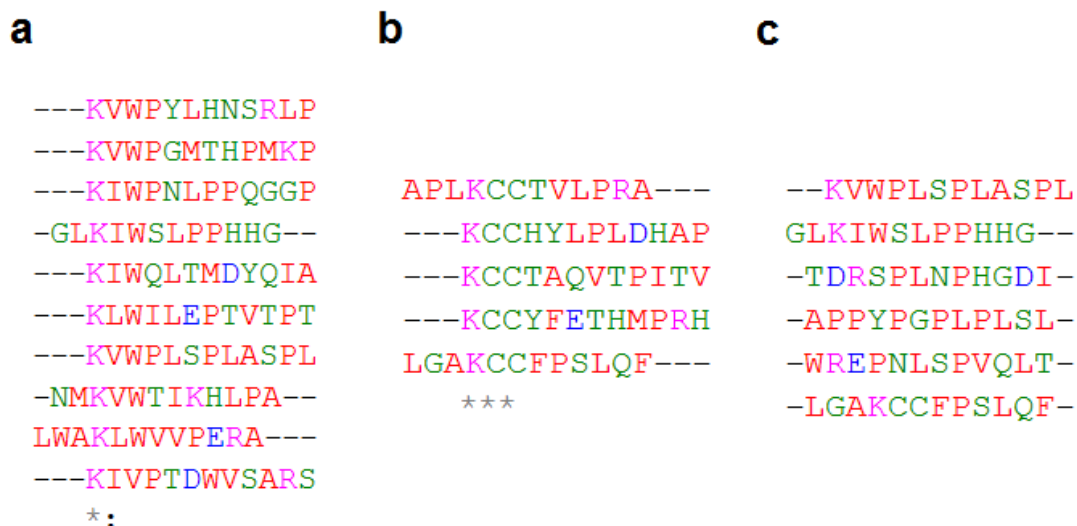 a
---KVWPYLHNSRLP
---KVWPGMTHPMKP
---KIWPNLPPQGGP
-GLKIWSLPPHHG--
---KIWQLTMDYQIA
---KLWILEPTVTPT
---KVWPLSPLASPL
-NMKVWTIKHLPA--
LWAKLWVVPERA---
---KIVPTDWVSARS
*:
b
APLKCCTVLPRA---
---KCCHYLPLDHAP
---KCCTAQVTPITV
---KCCYFETHMPRH
LGAKCCFPSLQF---
***
c
--KVWPLSPLASPL
GLKIWSLPPHHG--
-TDRSPLNPHGDI-
-APPYPGPLPLSL-
-WREPNLSPVQLT-
-LGAKCCFPSLQF-